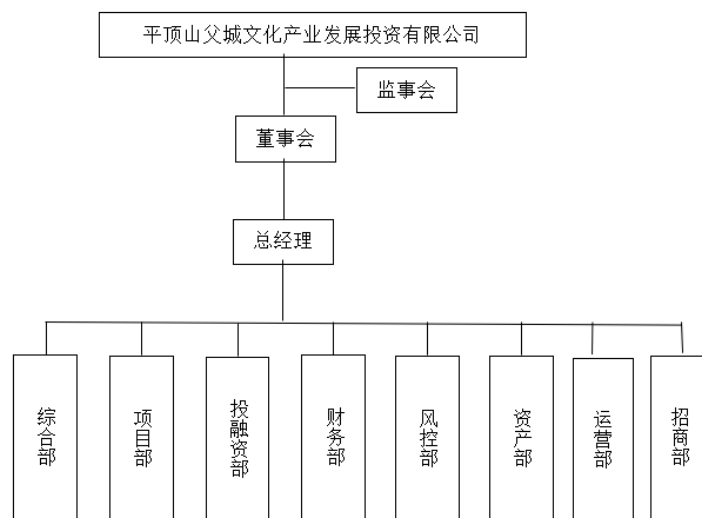 平顶山父城文化产业发展投资有限公司
监事会
董事会
总经理
综合部
项目部
投融资部
财务部
风控部
资产部
运营部
招商部